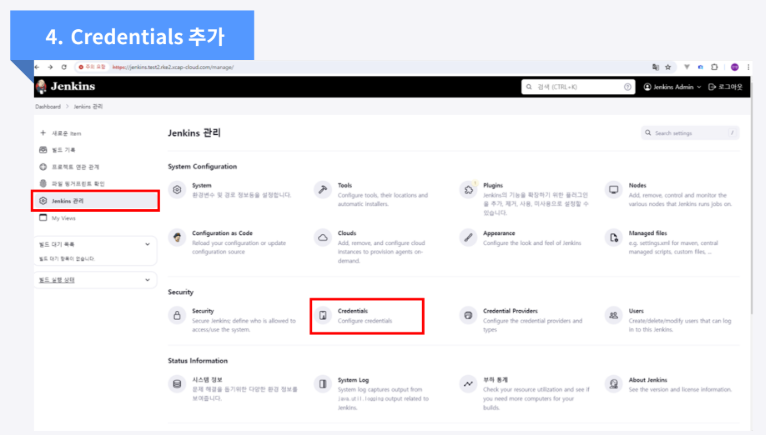 4. Credentials 추가
주의 요함 https://jenkins.test2.rke2.vcap-cloud.com/manage/
Jenkins
검색 (CTRL+K)
Jenkins Admin
로그아웃
Dashboard > Jenkins 관리
새로운 Item
빌드 기록
프로젝트 연관 관계
파일 핑거프린트 확인
Jenkins 관리
My Views
빌드 대기 목록
빌드 대기 항목이 없습니다.
빌드 실행 상태
Jenkins 관리
Search settings /
System Configuration
System
환경변수 및 경로 정보등을 설정합니다.
Tools
Configure tools, their locations and
automatic installers.
Plugins
Jenkins의 기능을 확장하기 위한 플러그인
을 추가, 제거, 사용, 미사용으로 설정할 수
있습니다.
Nodes
Add, remove, control and monitor the
various nodes that Jenkins runs jobs on.
Configuration as Code
Reload your configuration or update
configuration source
Clouds
Add, remove, and configure cloud
instances to provision agents on-
demand.
Appearance
Configure the look and feel of Jenkins
Managed files
e.g. settings.xml for maven, central
managed scripts, custom files, ...
Security
Security
Secure Jenkins; define who is allowed to
access/use the system.
Credentials
Configure credentials
Credential Providers
Configure the credential providers and
types
Users
Create/delete/modify users that can log
in to this Jenkins.
Status Information
시스템 정보
문제 해결을 돕기위한 다양한 환경 정보를
보여줍니다.
System Log
System log captures output from
java.util.logging output related to
Jenkins.
부하 통계
Check your resource utilization and see if
you need more computers for your
builds.
About Jenkins
See the version and license information.